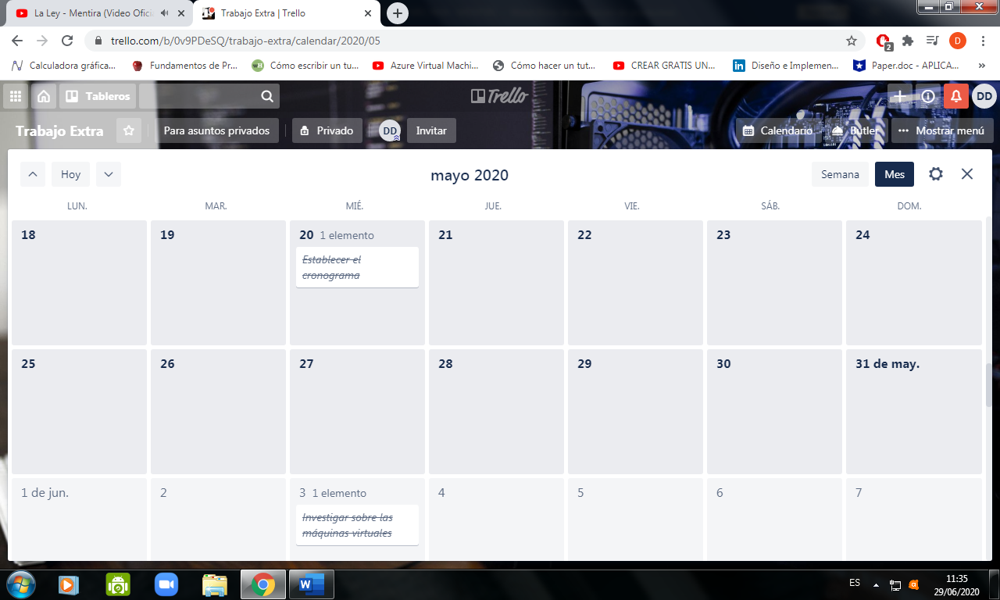 La Ley - Mentira (Video Ofici
Trabajo Extra | Trello
trello.com/b/0v9PDeSQ/trabajo-extra/calendar/2020/05
2
D
Calculadora gráfica...
Fundamentos de Pr...
Cómo escribir un tu...
Azure Virtual Machi...
Cómo hacer un tut...
CREAR GRATIS UN...
Diseño e Implemen...
Paper.doc - APLICA...
»
Tableros
Trello
DD
Trabajo Extra
Para asuntos privados
Privado
DD
Invitar
Calendario
Butler
Mostrar menú
Hoy
mayo 2020
Semana
Mes
LUN. MAR. MIÉ. JUE. VIE. SÁB. DOM.
18 19 20 1 elemento 21 22 23 24
Establecer el
cronograma
25 26 27 28 29 30 31 de may.
1 de jun. 2 3 1 elemento 4 5 6 7
Investigar sobre las
máquinas virtuales
ES
11:35
29/06/2020